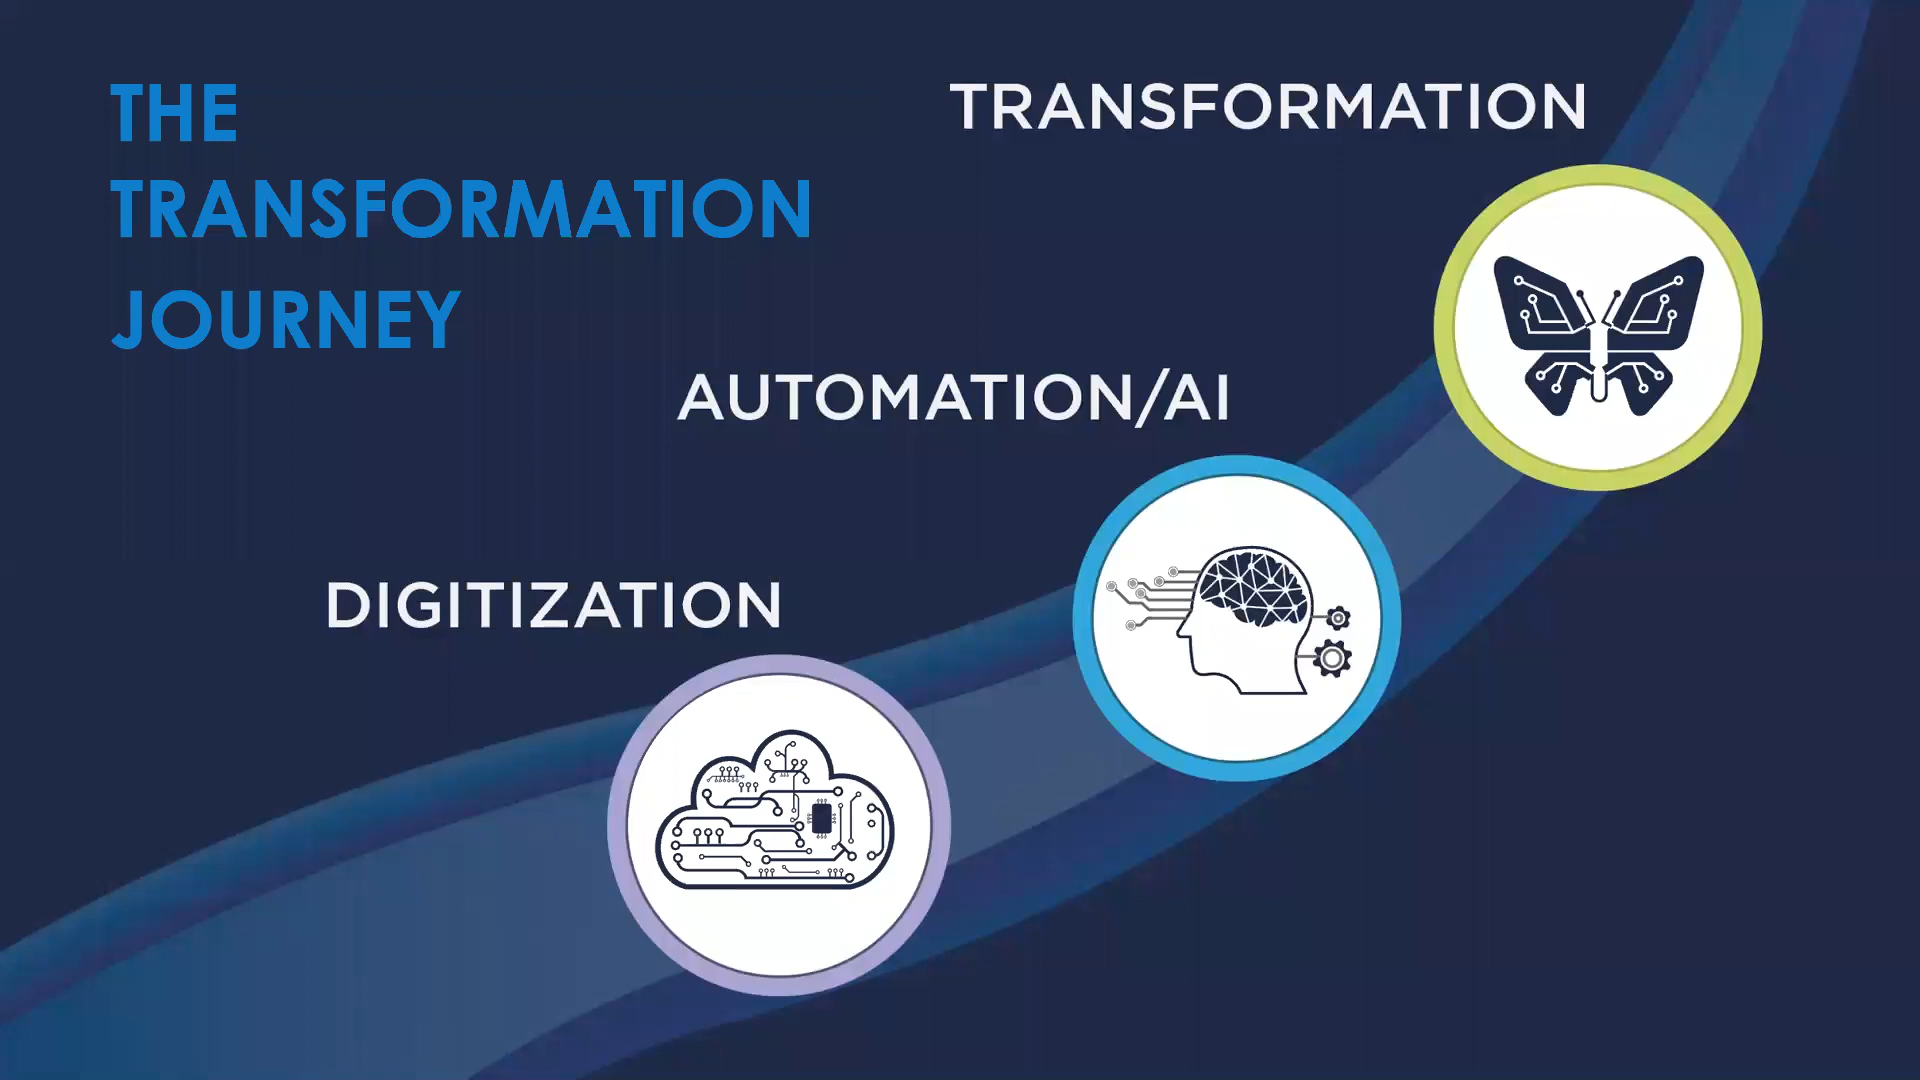 THE
TRANSFORMATION
JOURNEY
TRANSFORMATION
AUTOMATION/AI
DIGITIZATION